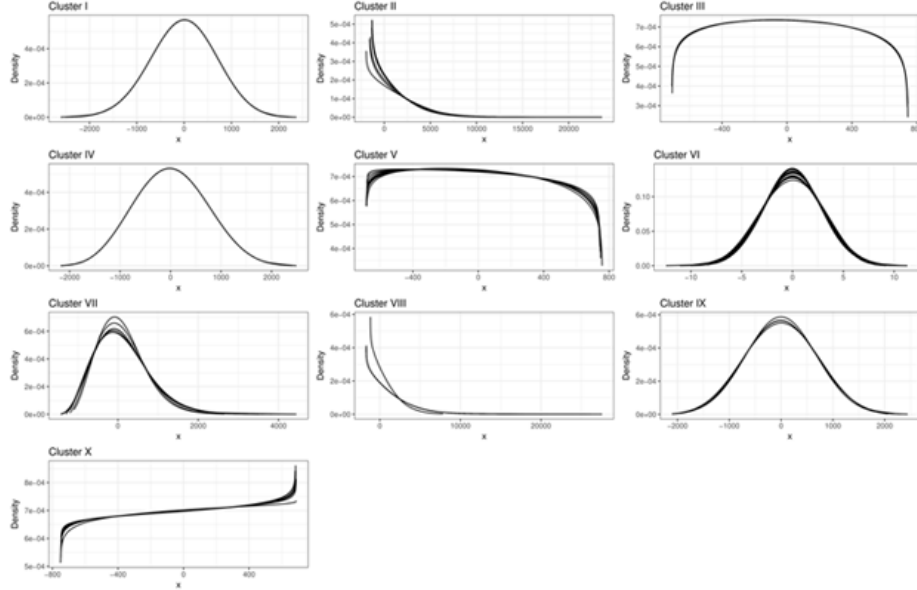 Cluster I
Density
4e−04
2e−04
0e+00
−2000 −1000 0 1000 2000
x
Cluster II
Density
5e−04
4e−04
3e−04
2e−04
1e−04
0e+00
0 5000 10000 15000 20000
x
Cluster III
Density
7e−04
6e−04
5e−04
4e−04
3e−04
−400 0 400 800
x
Cluster IV
Density
4e−04
2e−04
0e+00
−2000 −1000 0 1000 2000
x
Cluster V
Density
7e−04
6e−04
5e−04
4e−04
−400 0 400 800
x
Cluster VI
Density
0.10
0.05
0.00
−10 −5 0 5 10
x
Cluster VII
Density
6e−04
4e−04
2e−04
0e+00
0 2000 4000
x
Cluster VIII
Density
6e−04
4e−04
2e−04
0e+00
0 10000 20000
x
Cluster IX
Density
6e−04
4e−04
2e−04
0e+00
−2000 −1000 0 1000 2000
x
Cluster X
Density
8e−04
7e−04
6e−04
5e−04
−800 −400 0 400
x